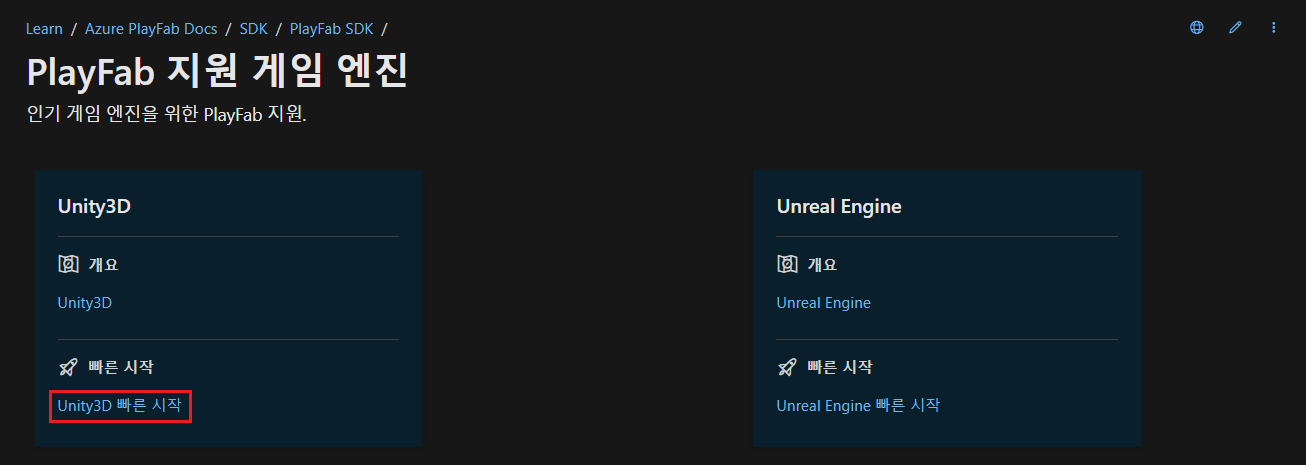 Learn / Azure PlayFab Docs / SDK / PlayFab SDK /
PlayFab 지원 게임 엔진
인기 게임 엔진을 위한 PlayFab 지원.
Unity3D
개요
Unity3D
빠른 시작
Unity3D 빠른 시작
Unreal Engine
개요
Unreal Engine
빠른 시작
Unreal Engine 빠른 시작